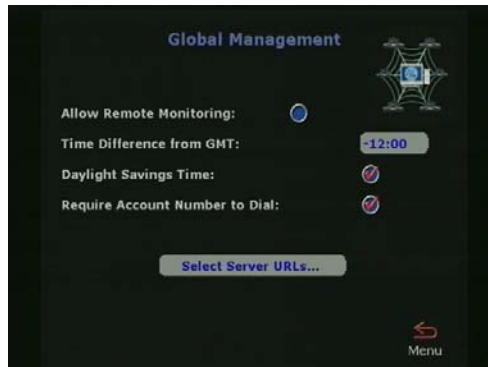 Global Management
Allow Remote Monitoring:
Time Difference from GMT:
-12:00
Daylight Savings Time:
Require Account Number to Dial:
Select Server URLs...
Menu